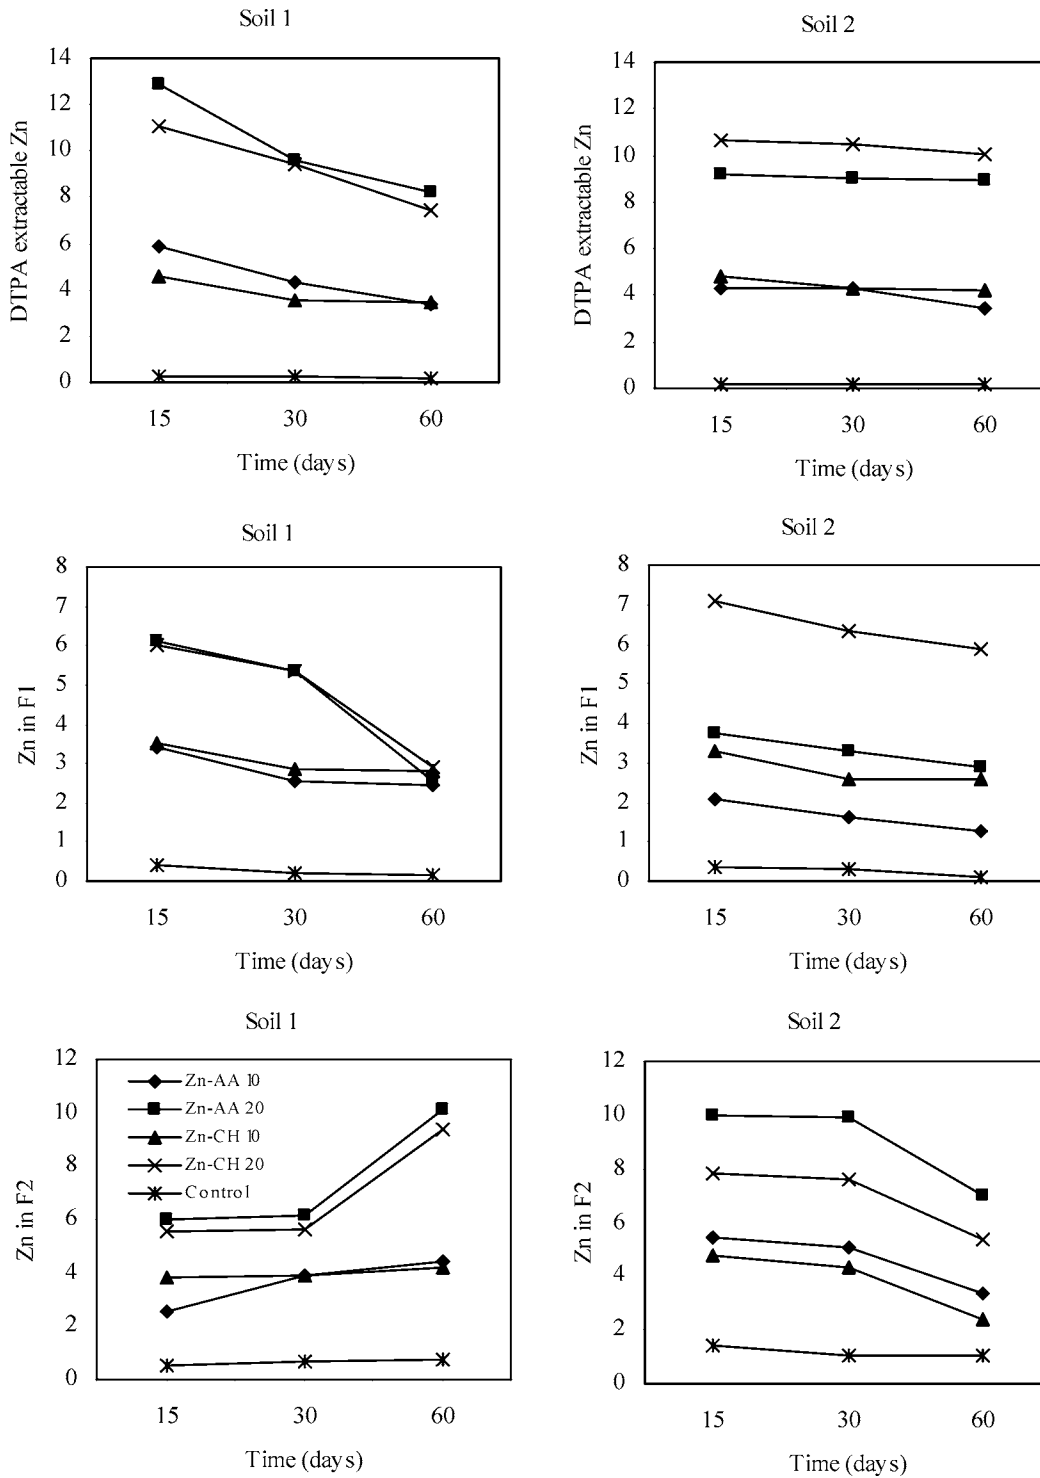 Soil 1
DTPA extractable Zn
14
12
10
8
6
4
2
0
15 30 60
Time (days)
Soil 2
DTPA extractable Zn
14
12
10
8
6
4
2
0
15 30 60
Time (days)
Soil 1
Zn in F1
8
7
6
5
4
3
2
1
0
15 30 60
Time (days)
Soil 2
Zn in F1
8
7
6
5
4
3
2
1
0
15 30 60
Time (days)
Soil 1
Zn in F2
12
10
8
6
4
2
0
Zn-AA 10
Zn-AA 20
Zn-CH 10
Zn-CH 20
Control
15 30 60
Time (days)
Soil 2
Zn in F2
12
10
8
6
4
2
0
15 30 60
Time (days)